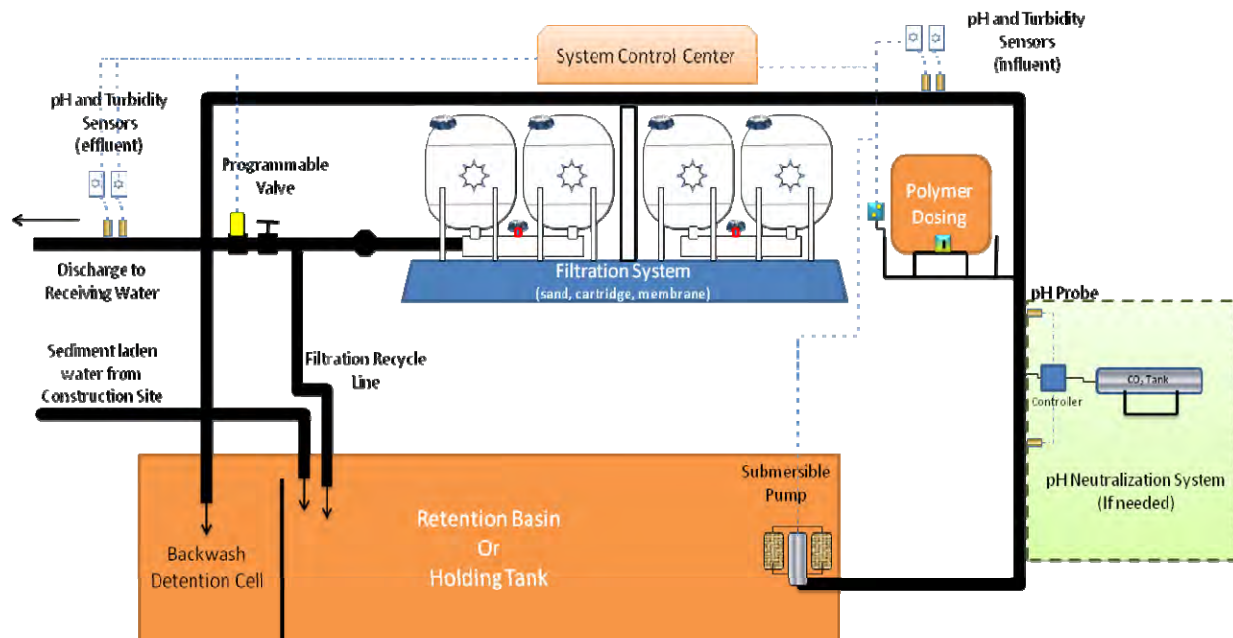 System Control Center
pH and Turbidity
Sensors
(influent)
pH and Turbidity
Sensors
(effluent)
Programmable
Valve
Polymer
Dosing
Discharge to
Receiving Water
Filtration System
(sand, cartridge, membrane)
pH Probe
Sediment laden
water from
Construction Site
Filtration Recycle
Line
CO₂ Tank
Controller
Submersible
Pump
pH Neutralization System
(If needed)
Retention Basin
Or
Holding Tank
Backwash
Detention Cell